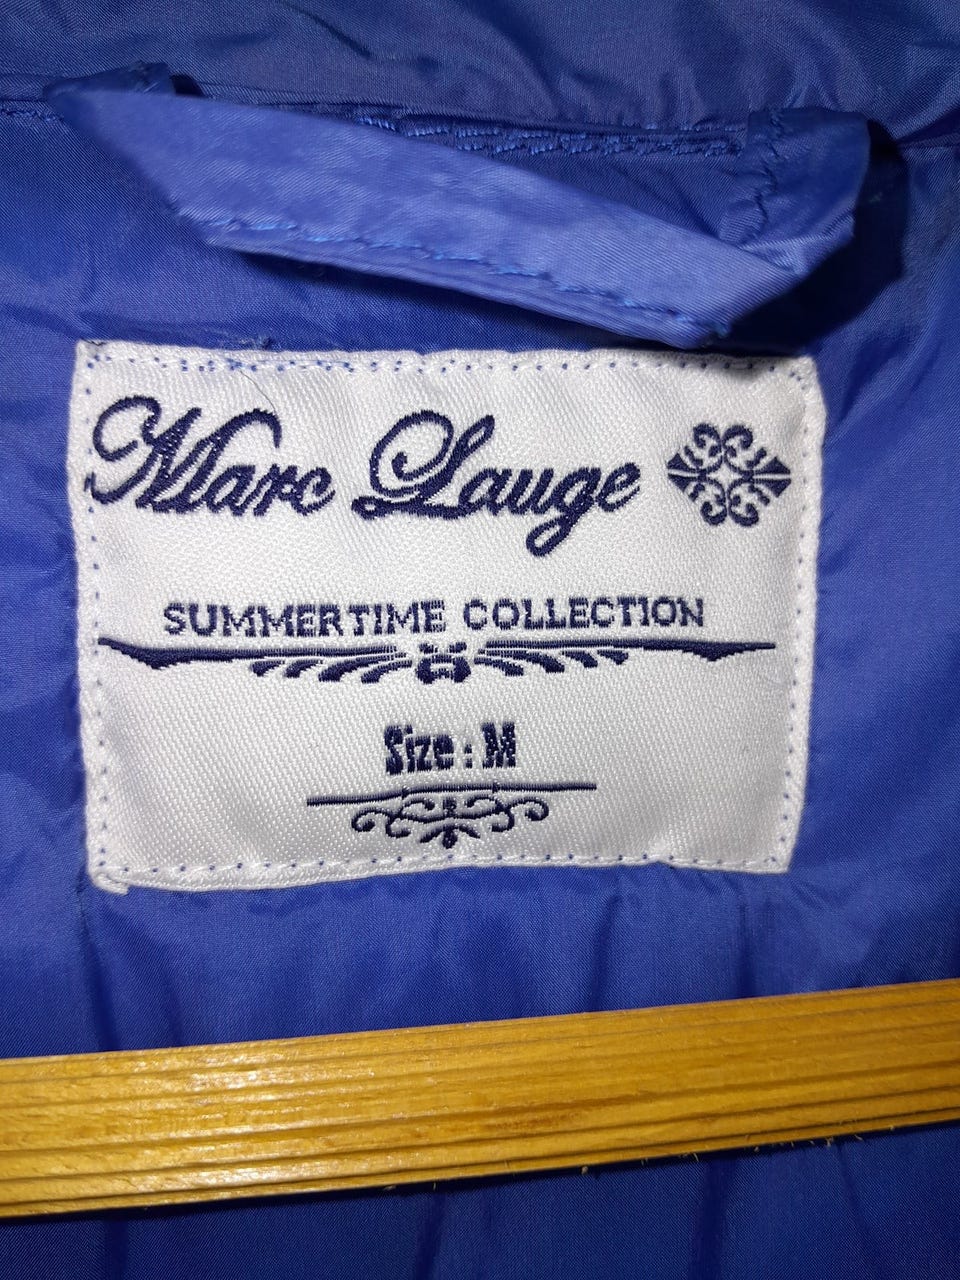 Marc Lauge
SUMMERTIME COLLECTION
Size : M